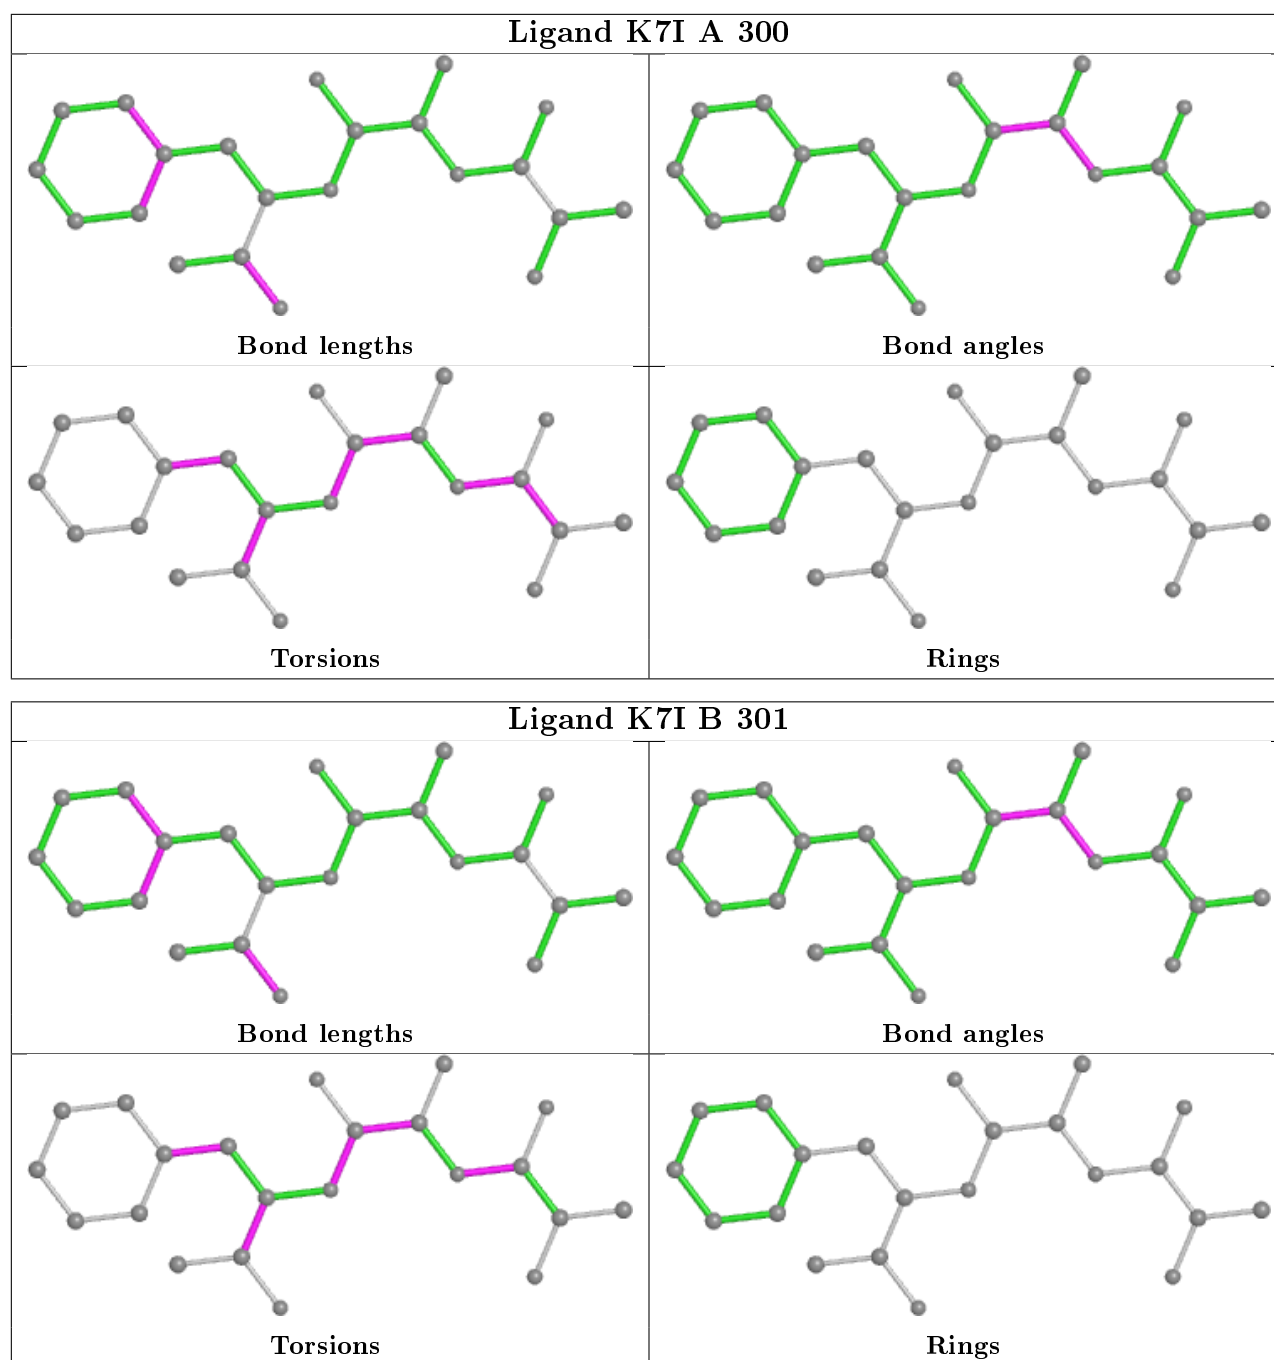 Ligand K7I A 300
Bond lengths
Bond angles
Torsions
Rings
Ligand K7I B 301
Bond lengths
Bond angles
Torsions
Rings